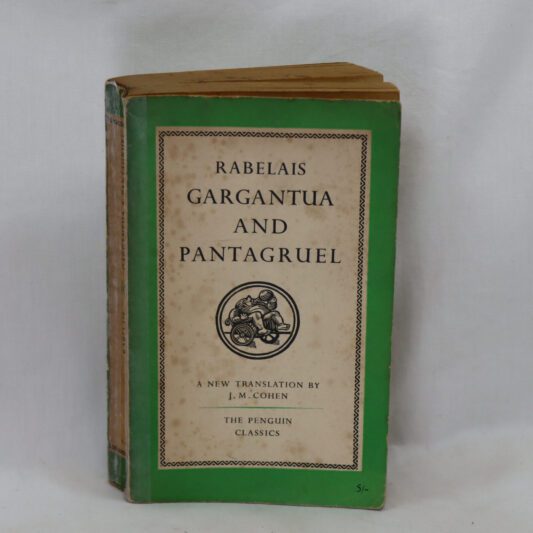 RABELAIS
GARGANTUA
AND
PANTAGRUEL
A NEW TRANSLATION BY
J. M. COHEN
THE PENGUIN
CLASSICS
5/-